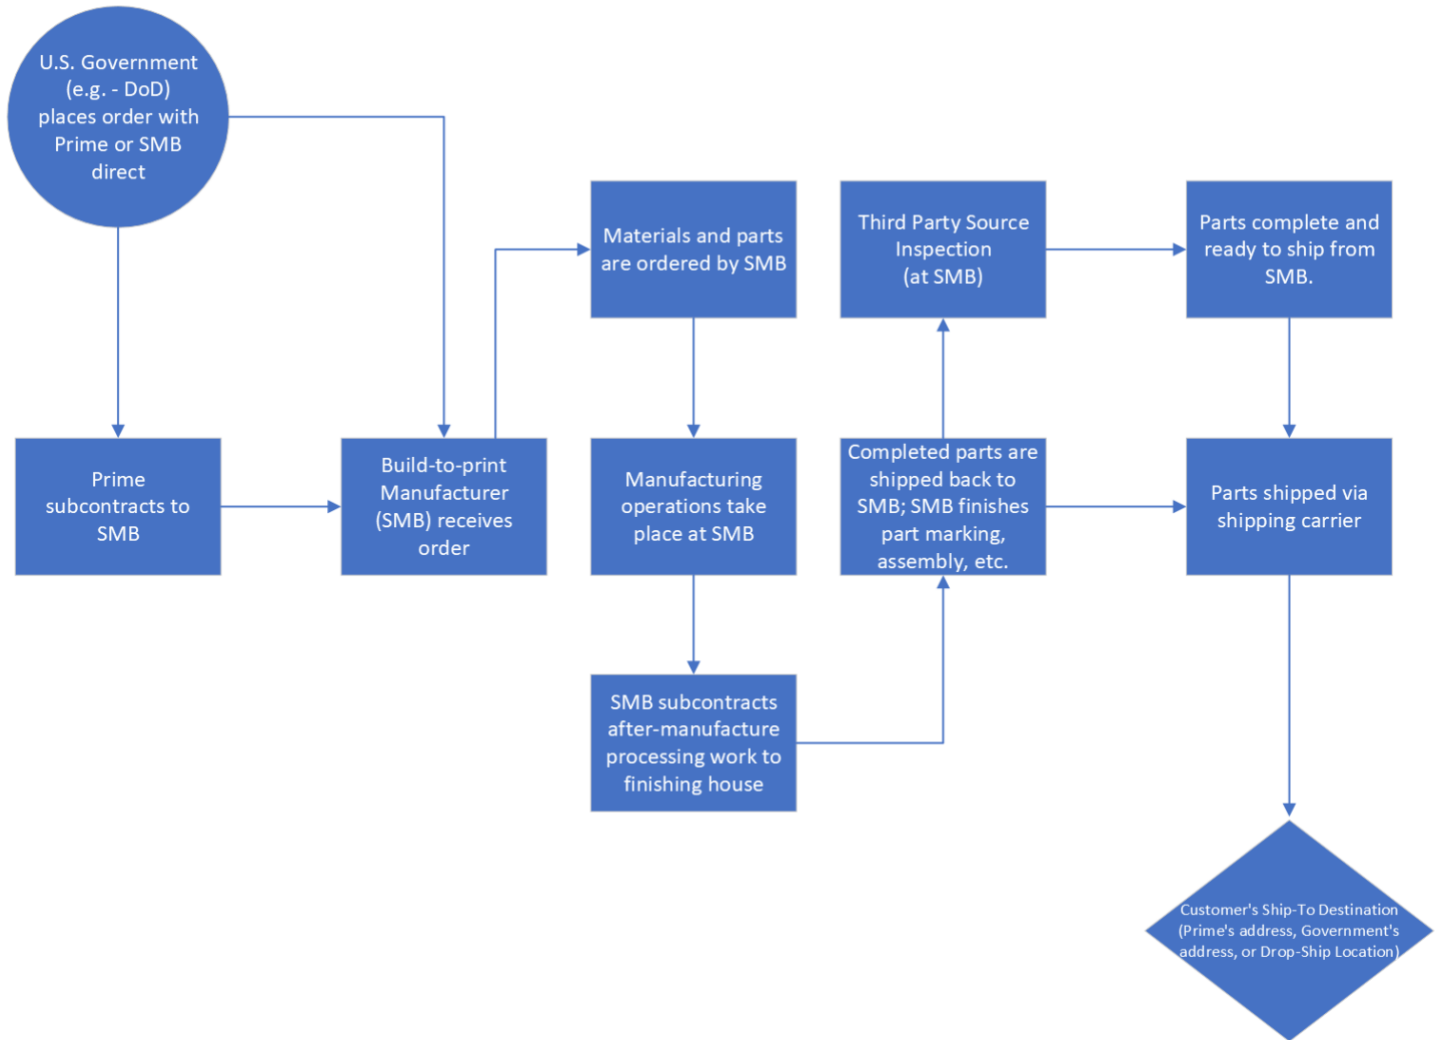 U.S. Government
(e.g. - DoD)
places order with
Prime or SMB
direct
Prime
subcontracts to
SMB
Build-to-print
Manufacturer
(SMB) receives
order
Materials and parts
are ordered by SMB
Manufacturing
operations take
place at SMB
SMB subcontracts
after-manufacture
processing work to
finishing house
Completed parts are
shipped back to
SMB; SMB finishes
part marking,
assembly, etc.
Third Party Source
Inspection
(at SMB)
Parts complete and
ready to ship from
SMB.
Parts shipped via
shipping carrier
Customer's Ship-To Destination
(Prime's address, Government's
address, or Drop-Ship Location)